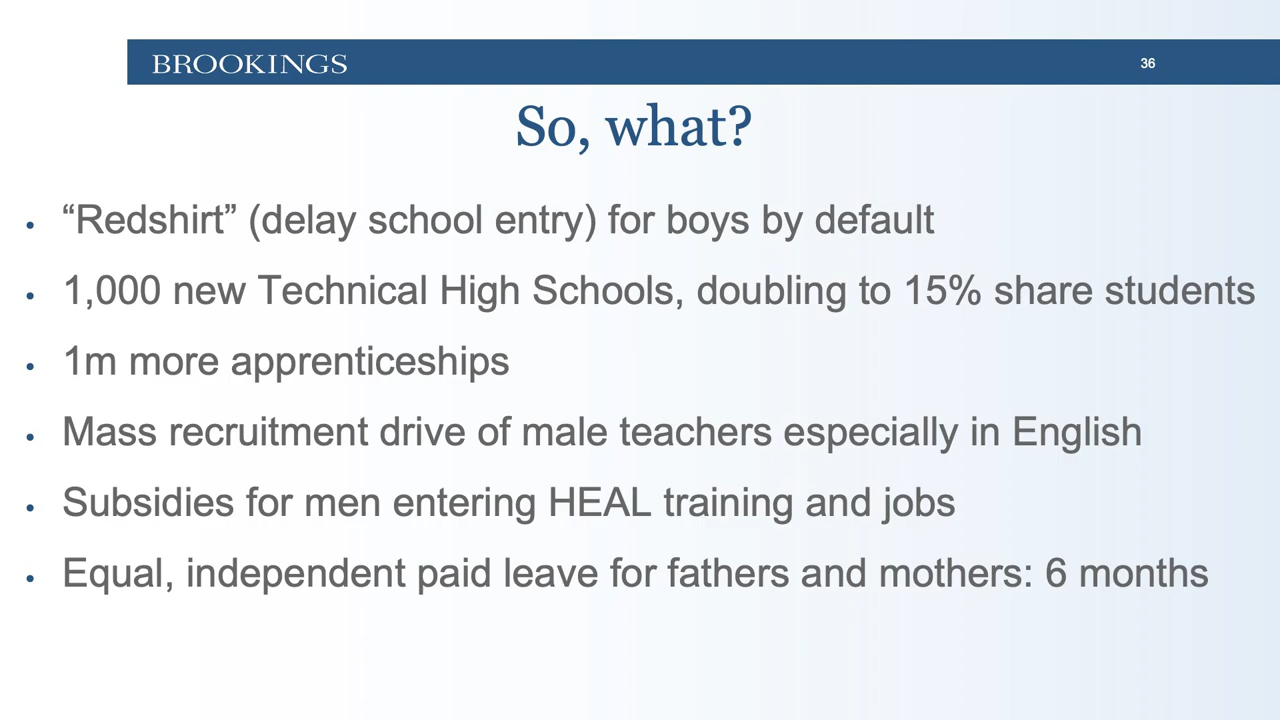 BROOKINGS
36
So, what?
• “Redshirt” (delay school entry) for boys by default
• 1,000 new Technical High Schools, doubling to 15% share students
• 1m more apprenticeships
• Mass recruitment drive of male teachers especially in English
• Subsidies for men entering HEAL training and jobs
• Equal, independent paid leave for fathers and mothers: 6 months